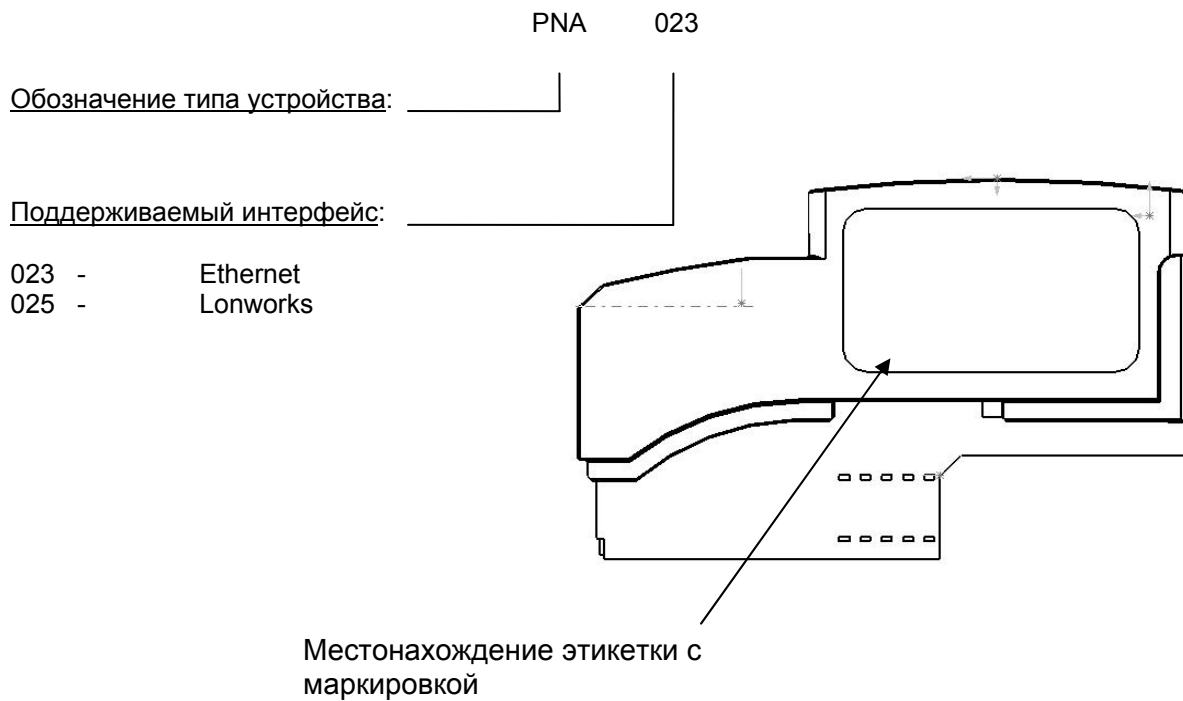 PNA 023
Обозначение типа устройства:
Поддерживаемый интерфейс:
023 - Ethernet
025 - Lonworks
Местонахождение этикетки с
маркировкой